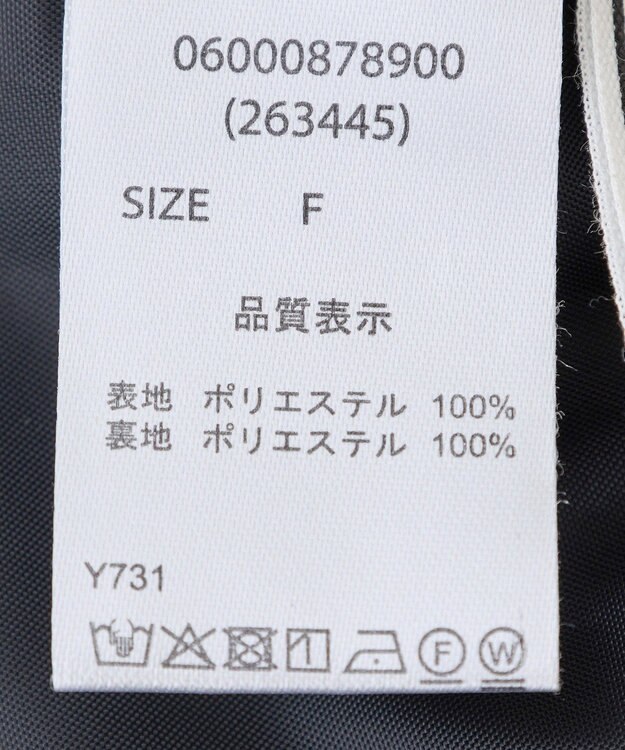 06000878900
(263445)
SIZE F
品質表示
表地 ポリエステル 100%
裏地 ポリエステル 100%
Y731
F W